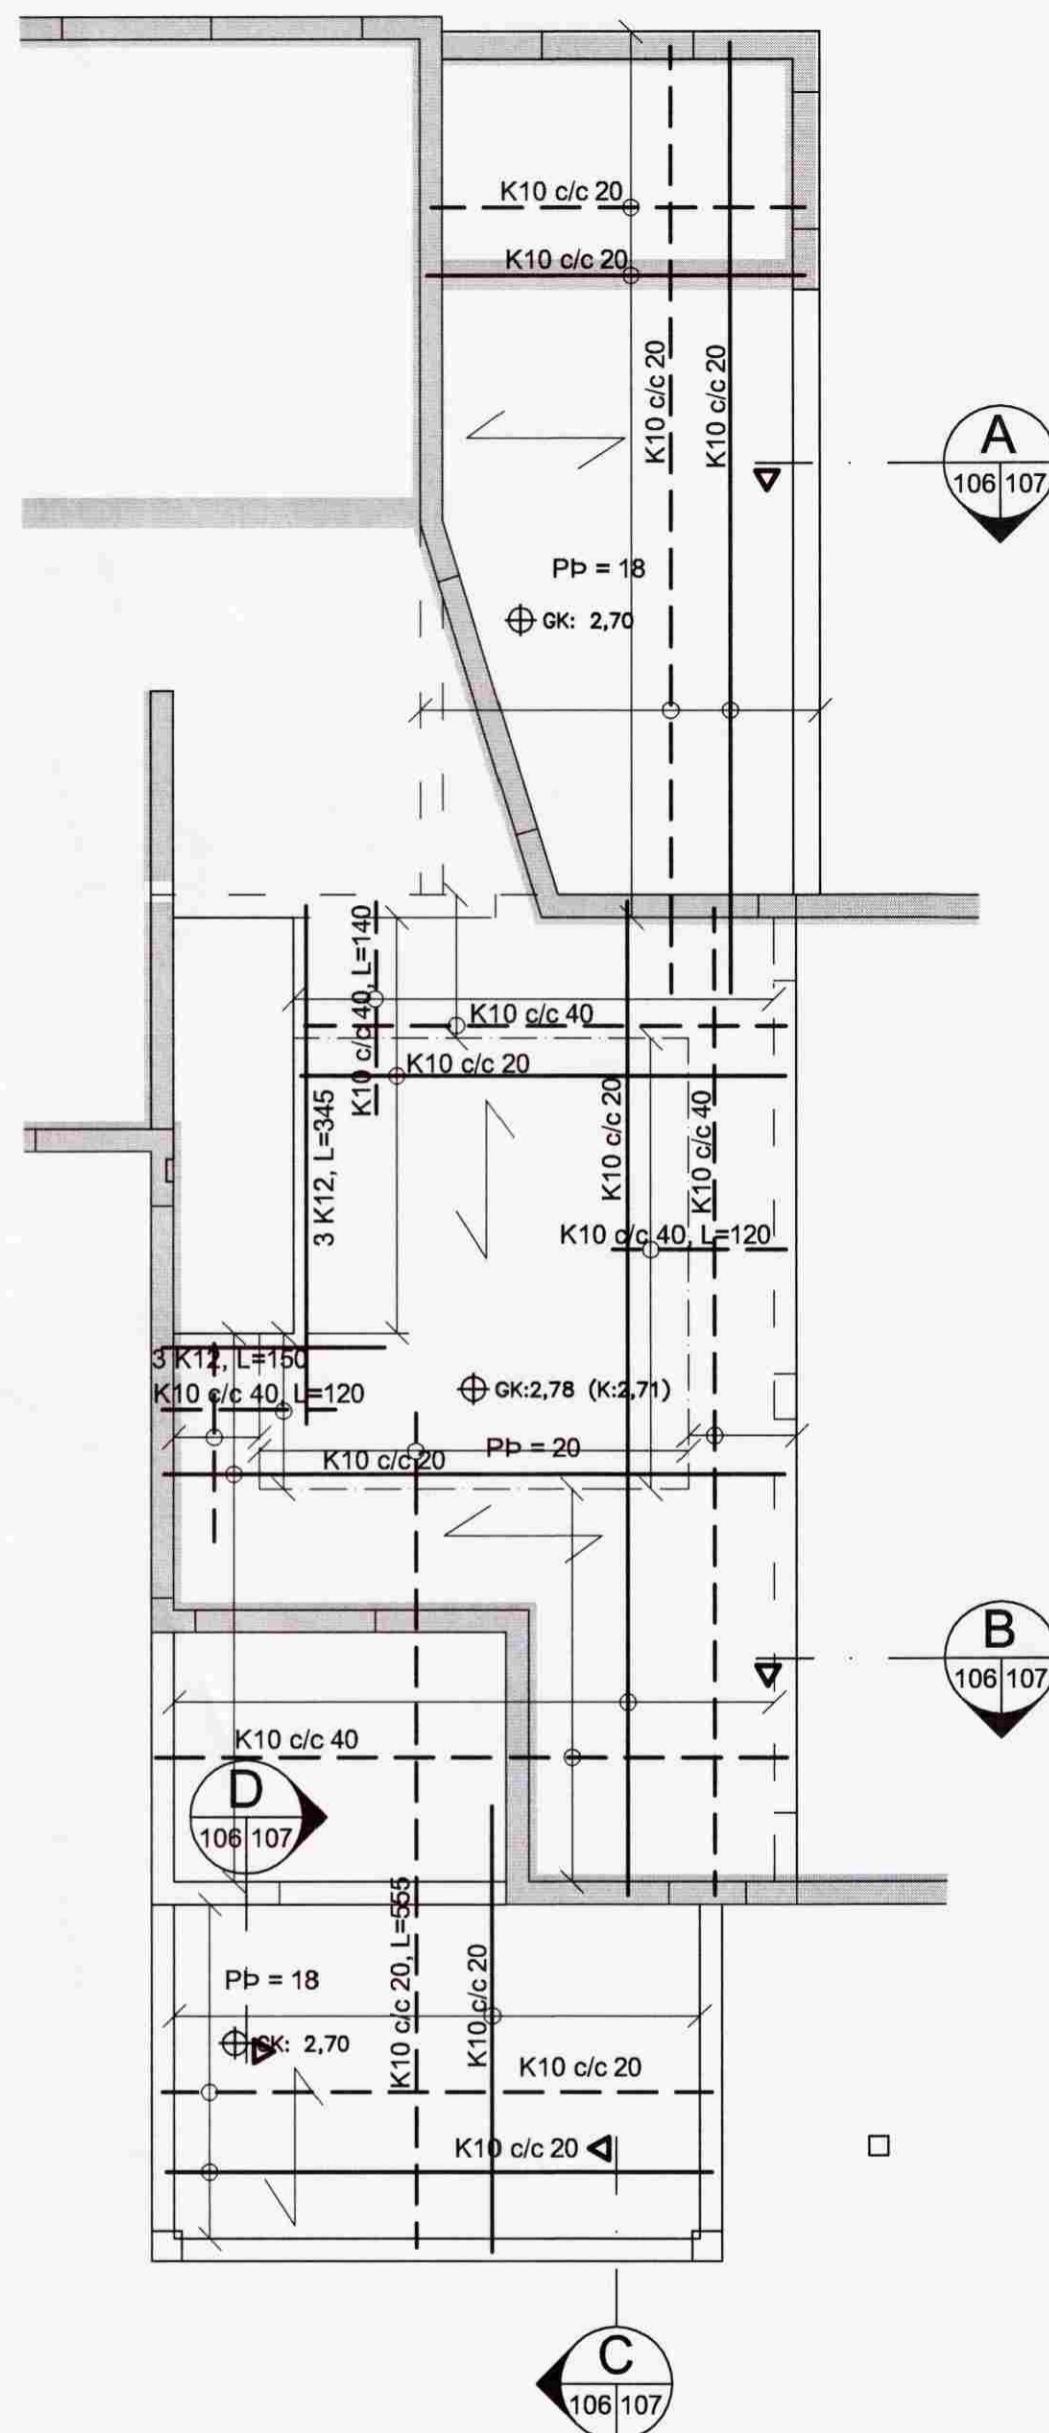 K10 c/c 20
K10 c/c 20
K10 c/c 20
K10 c/c 20
A
106 107
PÞ = 18
GK: 2,70
K10 c/c 40, L=140
K10 c/c 40
K10 c/c 20
3 K12, L=345
K10 c/c 20
K10 c/c 40
K10 c/c 40, L=120
3 K12, L=150
K10 c/c 40, L=120
GK:2,78 (K:2,71)
PÞ = 20
K10 c/c 20
B
106 107
K10 c/c 40
D
106 107
K10 c/c 20, L=555
K10 c/c 20
PÞ = 18
GK: 2,70
K10 c/c 20
K10 c/c 20
C
106 107